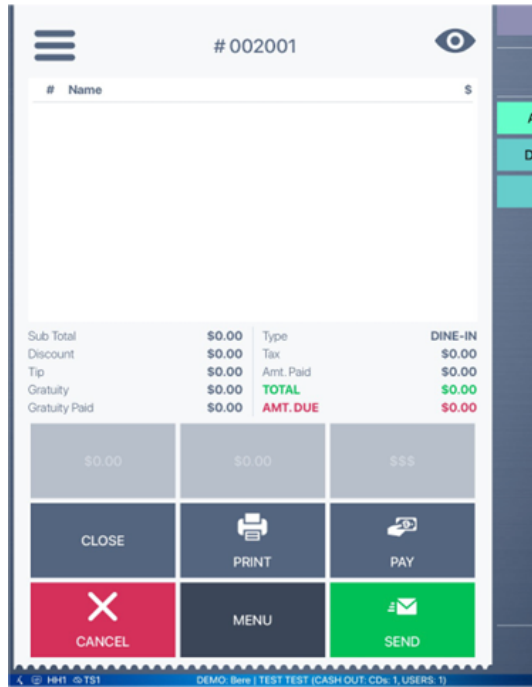 # 002001
# Name $
Sub Total $0.00 Type DINE-IN
Discount $0.00 Tax $0.00
Tip $0.00 Amt. Paid $0.00
Gratuity $0.00 TOTAL $0.00
Gratuity Paid $0.00 AMT. DUE $0.00
$0.00 $0.00 $$$
CLOSE PRINT PAY
CANCEL MENU SEND
HH1 TS1 DEMO: Bere | TEST TEST (CASH OUT: CDs: 1, USERS: 1)